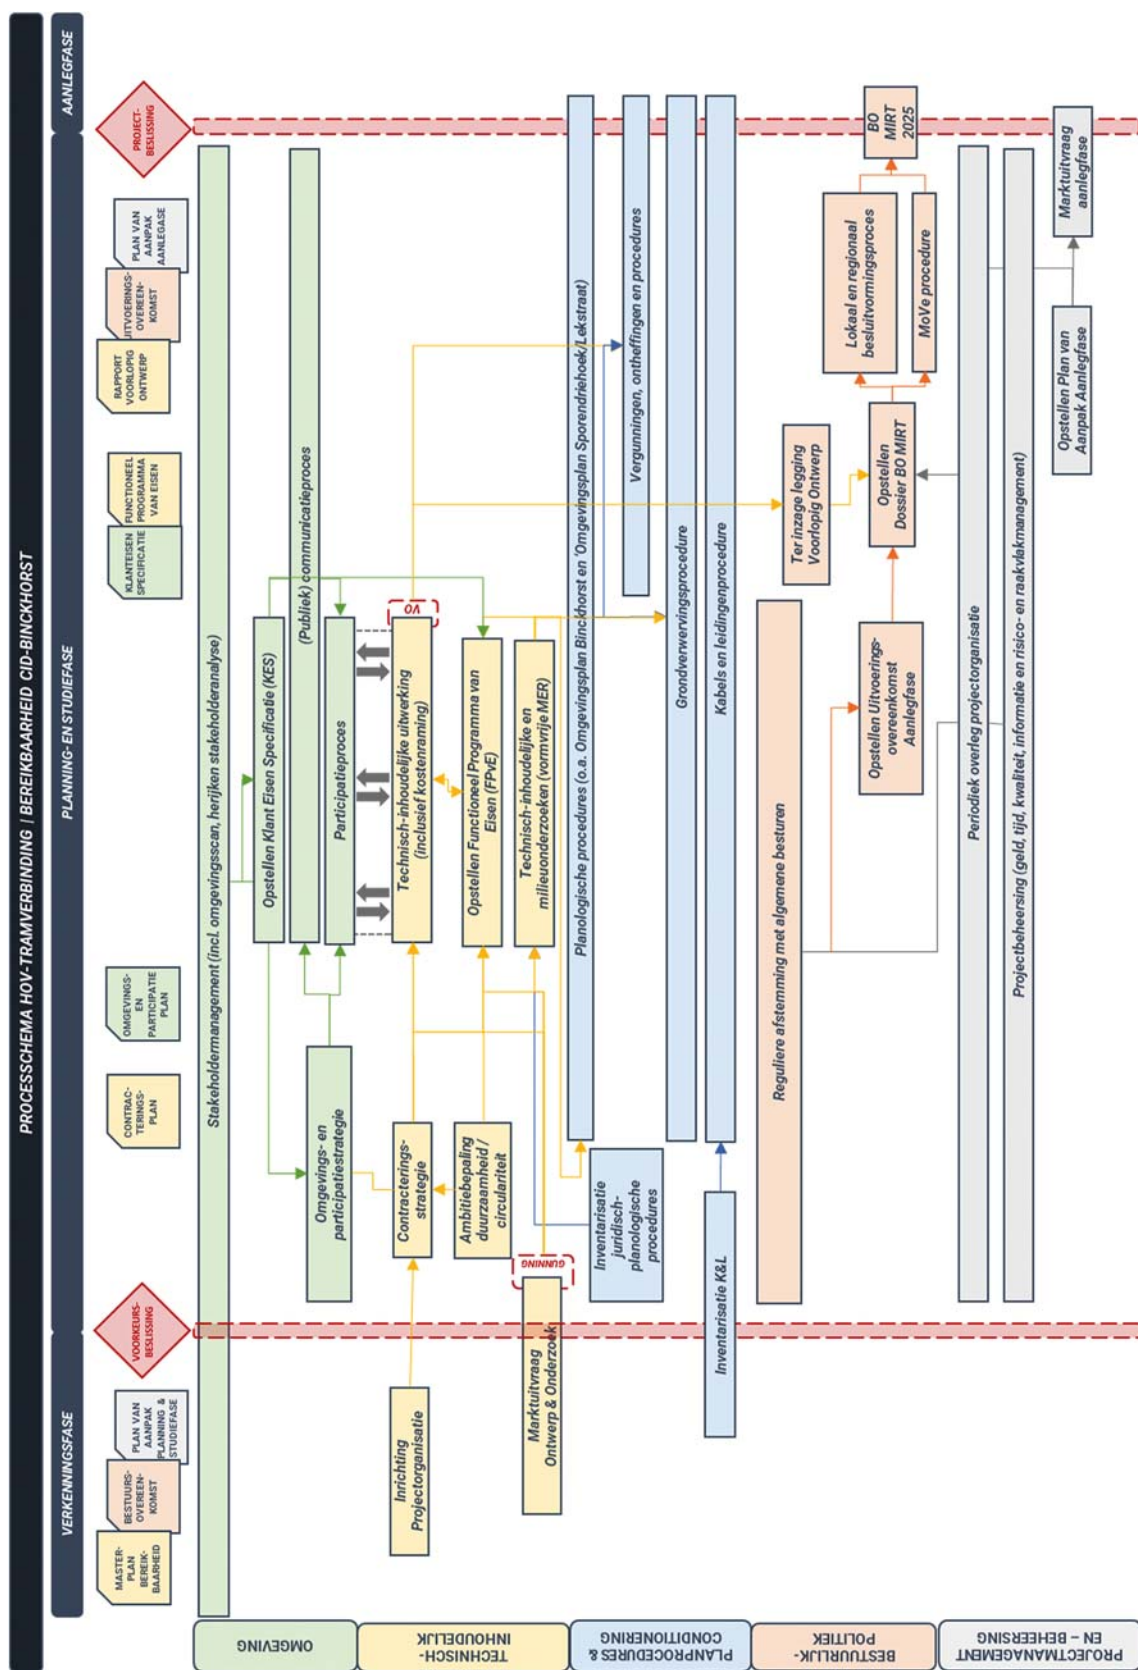 PROCESSCHEMA HOV-TRAMVERBINDING | BEREIKBAARHEID CID-BINCKHORST
VERKENNINGSFASE
PLANNING- EN STUDIEFASE
AANLEGFASE
MASTER-
PLAN
BEREIK-
BAARHEID
BESTUURS-
OVEREEN-
KOMST
PLAN VAN
AANPAK
PLANNING &
STUDIEFASE
VOORKEURS-
BESLISSING
CONTRAC-
TERINGS-
PLAN
OMGEVINGS-
EN
PARTICIPATIE
PLAN
KLANTEISEN
SPECIFICATIE
FUNCTIONEEL
PROGRAMMA
VAN EISEN
RAPPORT
VOORLOPIG
ONTWERP
UITVOERINGS-
OVEREEN-
KOMST
PLAN VAN
AANPAK
AANLEGASE
PROJECT-
BESLISSING
OMGEVING
Stakeholdermanagement (incl. omgevingsscan, herijken stakeholderanalyse)
Opstellen Klant Eisen Specificatie (KES)
(Publiek) communicatieproces
Omgevings- en
participatiestrategie
Participatieproces
TECHNISCH-
INHOUDELIJK
Inrichting
Projectorganisatie
Contracterings-
strategie
Technisch-inhoudelijke uitwerking
(inclusief kostenraming)
VO
Ambitiebepaling
duurzaamheid /
circulariteit
Opstellen Functioneel Programma van
Eisen (FPvE)
Marktuitvraag
Ontwerp & Onderzoek
GUNNING
Technisch-inhoudelijke en
milieuonderzoeken (vormvrije MER)
PLANPROCEDURES &
CONDITIONERING
Inventarisatie
juridisch-
planologische
procedures
Planologische procedures (o.a. Omgevingsplan Binckhorst en 'Omgevingsplan Sporendriehoek/Lekstraat)
Vergunningen, ontheffingen en procedures
Grondverwervingsprocedure
Inventarisatie K&L
Kabels en leidingenprocedure
BESTUURLIJK-
POLITIEK
Reguliere afstemming met algemene besturen
Ter inzage legging
Voorlopig Ontwerp
Opstellen Uitvoerings-
overeenkomst
Aanlegfase
Opstellen
Dossier BO MIRT
Lokaal en regionaal
besluitvormingsproces
MoVe procedure
BO
MIRT
2025
PROJECTMANAGEMENT
EN – BEHEERSING
Periodiek overleg projectorganisatie
Projectbeheersing (geld, tijd, kwaliteit, informatie en risico- en raakvlakmanagement)
Opstellen Plan van
Aanpak Aanlegfase
Marktuitvraag
aanlegfase